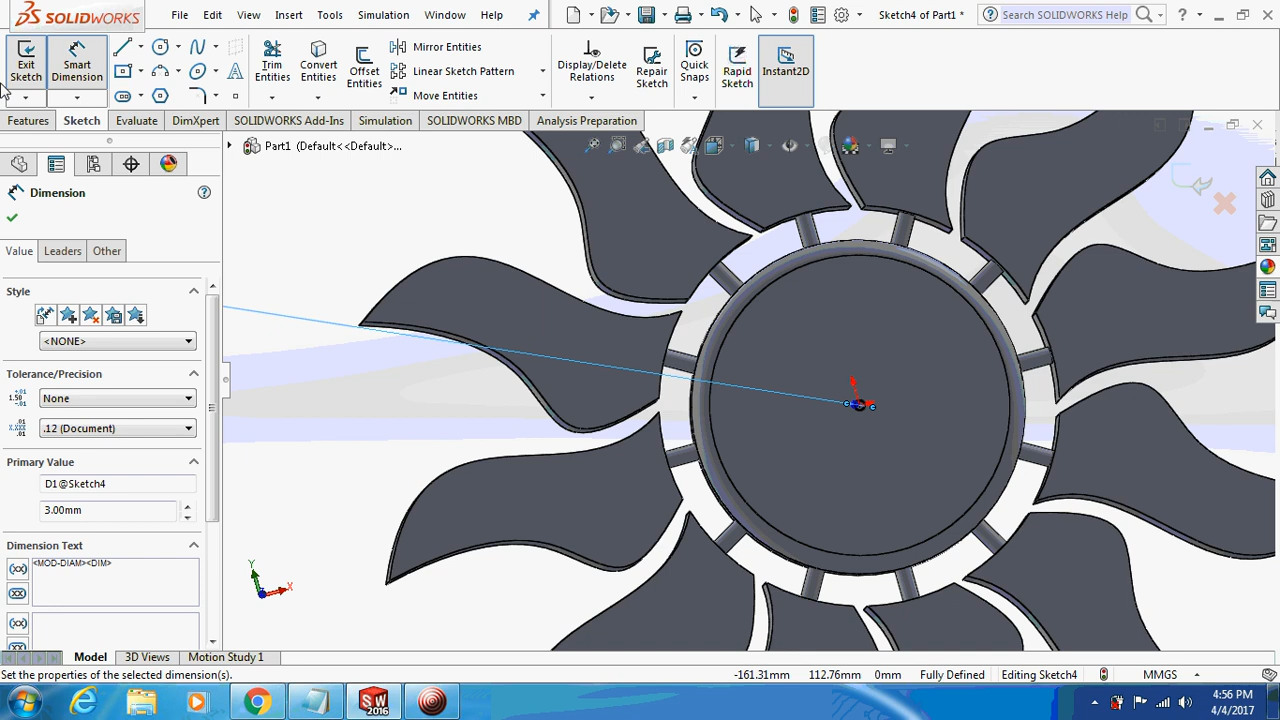 SOLIDWORKS File Edit View Insert Tools Simulation Window Help Sketch4 of Part1 * Search SOLIDWORKS Help
Exit Sketch
Smart Dimension
Trim Entities
Convert Entities
Offset Entities
Mirror Entities
Linear Sketch Pattern
Move Entities
Display/Delete Relations
Repair Sketch
Quick Snaps
Rapid Sketch
Instant2D
Features Sketch Evaluate DimXpert SOLIDWORKS Add-Ins Simulation SOLIDWORKS MBD Analysis Preparation
Part1 (Default<<Default>...
Dimension
Value Leaders Other
Style
<NONE>
Tolerance/Precision
None
.12 (Document)
Primary Value
D1@Sketch4
3.00mm
Dimension Text
<MOD-DIAM><DIM>
Y
X
Model 3D Views Motion Study 1
Set the properties of the selected dimension(s). -161.31mm 112.76mm 0mm Fully Defined Editing Sketch4 MMGS
SW 2016
4:56 PM
4/4/2017